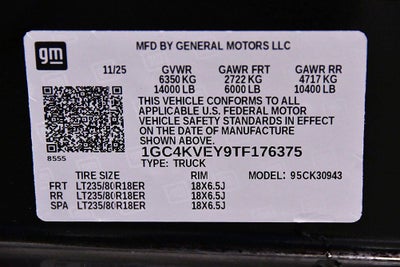 gm
MFD BY GENERAL MOTORS LLC
11/25 GVWR GAWR FRT GAWR RR
6350 KG 2722 KG 4717 KG
14000 LB 6000 LB 10400 LB
THIS VEHICLE CONFORMS TO ALL
APPLICABLE U.S. FEDERAL MOTOR
VEHICLE SAFETY STANDARDS IN EFFECT
ON THE DATE OF MANUFACTURE
SHOWN ABOVE.
1GC4KVEY9TF176375
8555 TYPE: TRUCK
TIRE SIZE RIM MODEL: 95CK30943
FRT LT235/80R18ER 18X6.5J
RR LT235/80R18ER 18X6.5J
SPA LT235/80R18ER 18X6.5J